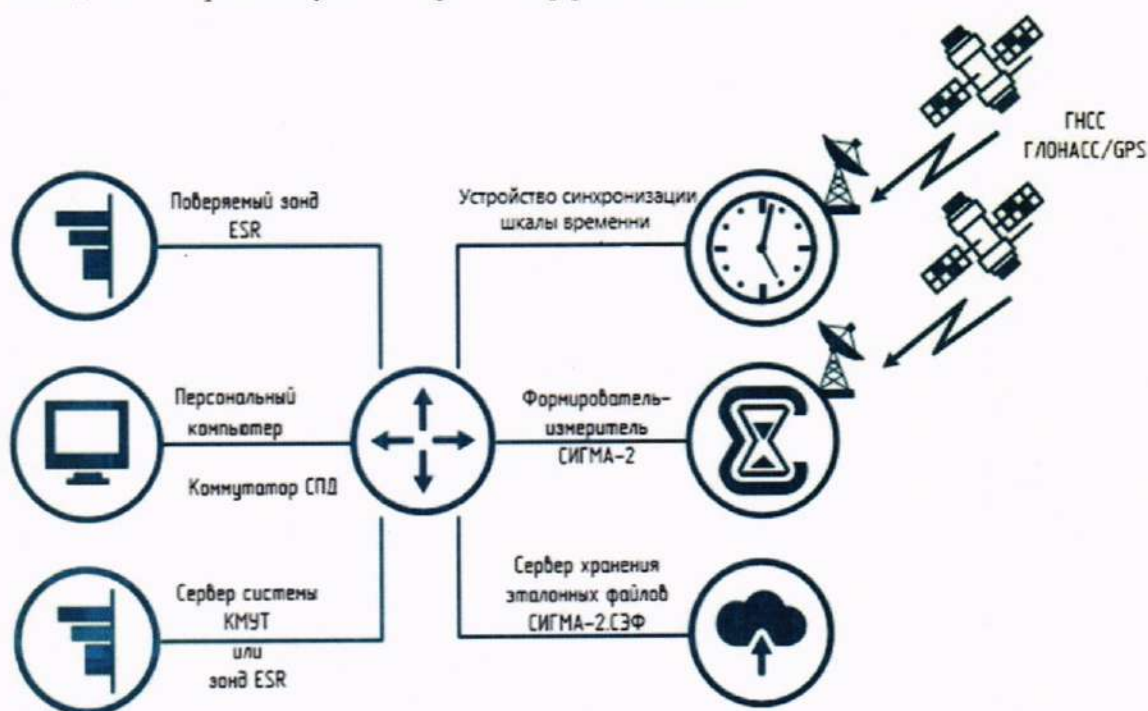 ГНСС
ГЛОНАСС/GPS
Поверяемый зонд
ESR
Устройство синхронизации
шкалы временни
Персональный
компьютер
Формирователь-
измеритель
СИГМА-2
Коммутатор СПД
Сервер системы
КМУТ
или
зонд ESR
Сервер хранения
эталонных файлов
СИГМА-2.СЭФ